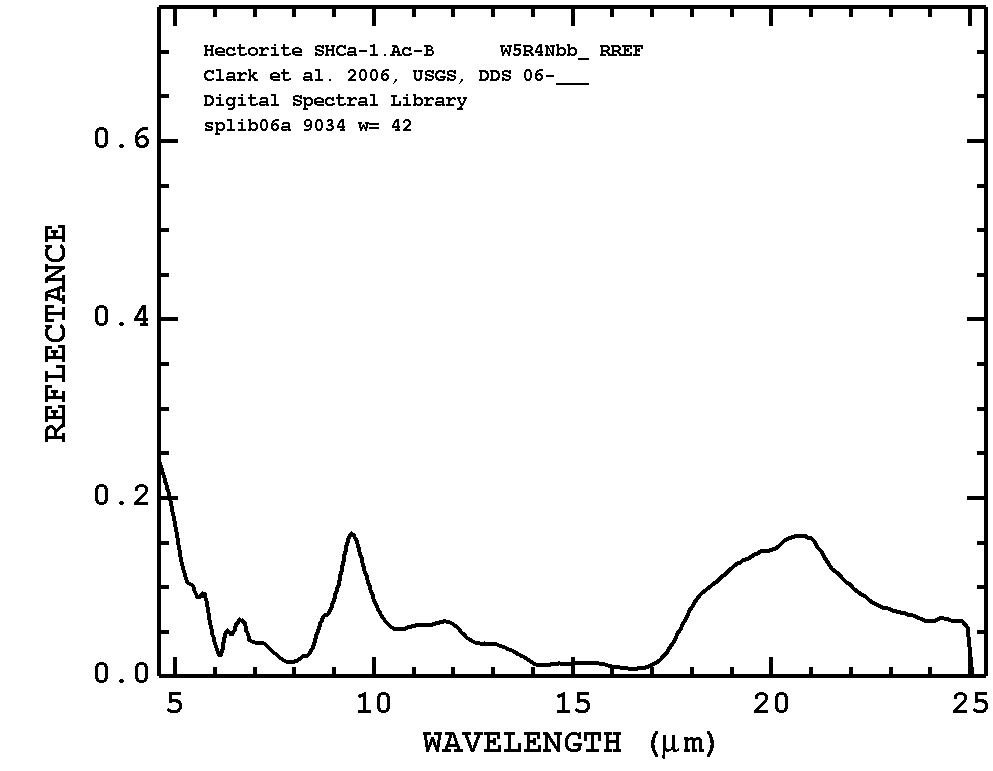 Hectorite SHCa-1.Ac-B W5R4Nbb_ RREF
Clark et al. 2006, USGS, DDS 06-___
Digital Spectral Library
splib06a 9034 w= 42
REFLECTANCE
0.6
0.4
0.2
0.0
5 10 15 20 25
WAVELENGTH (μm)